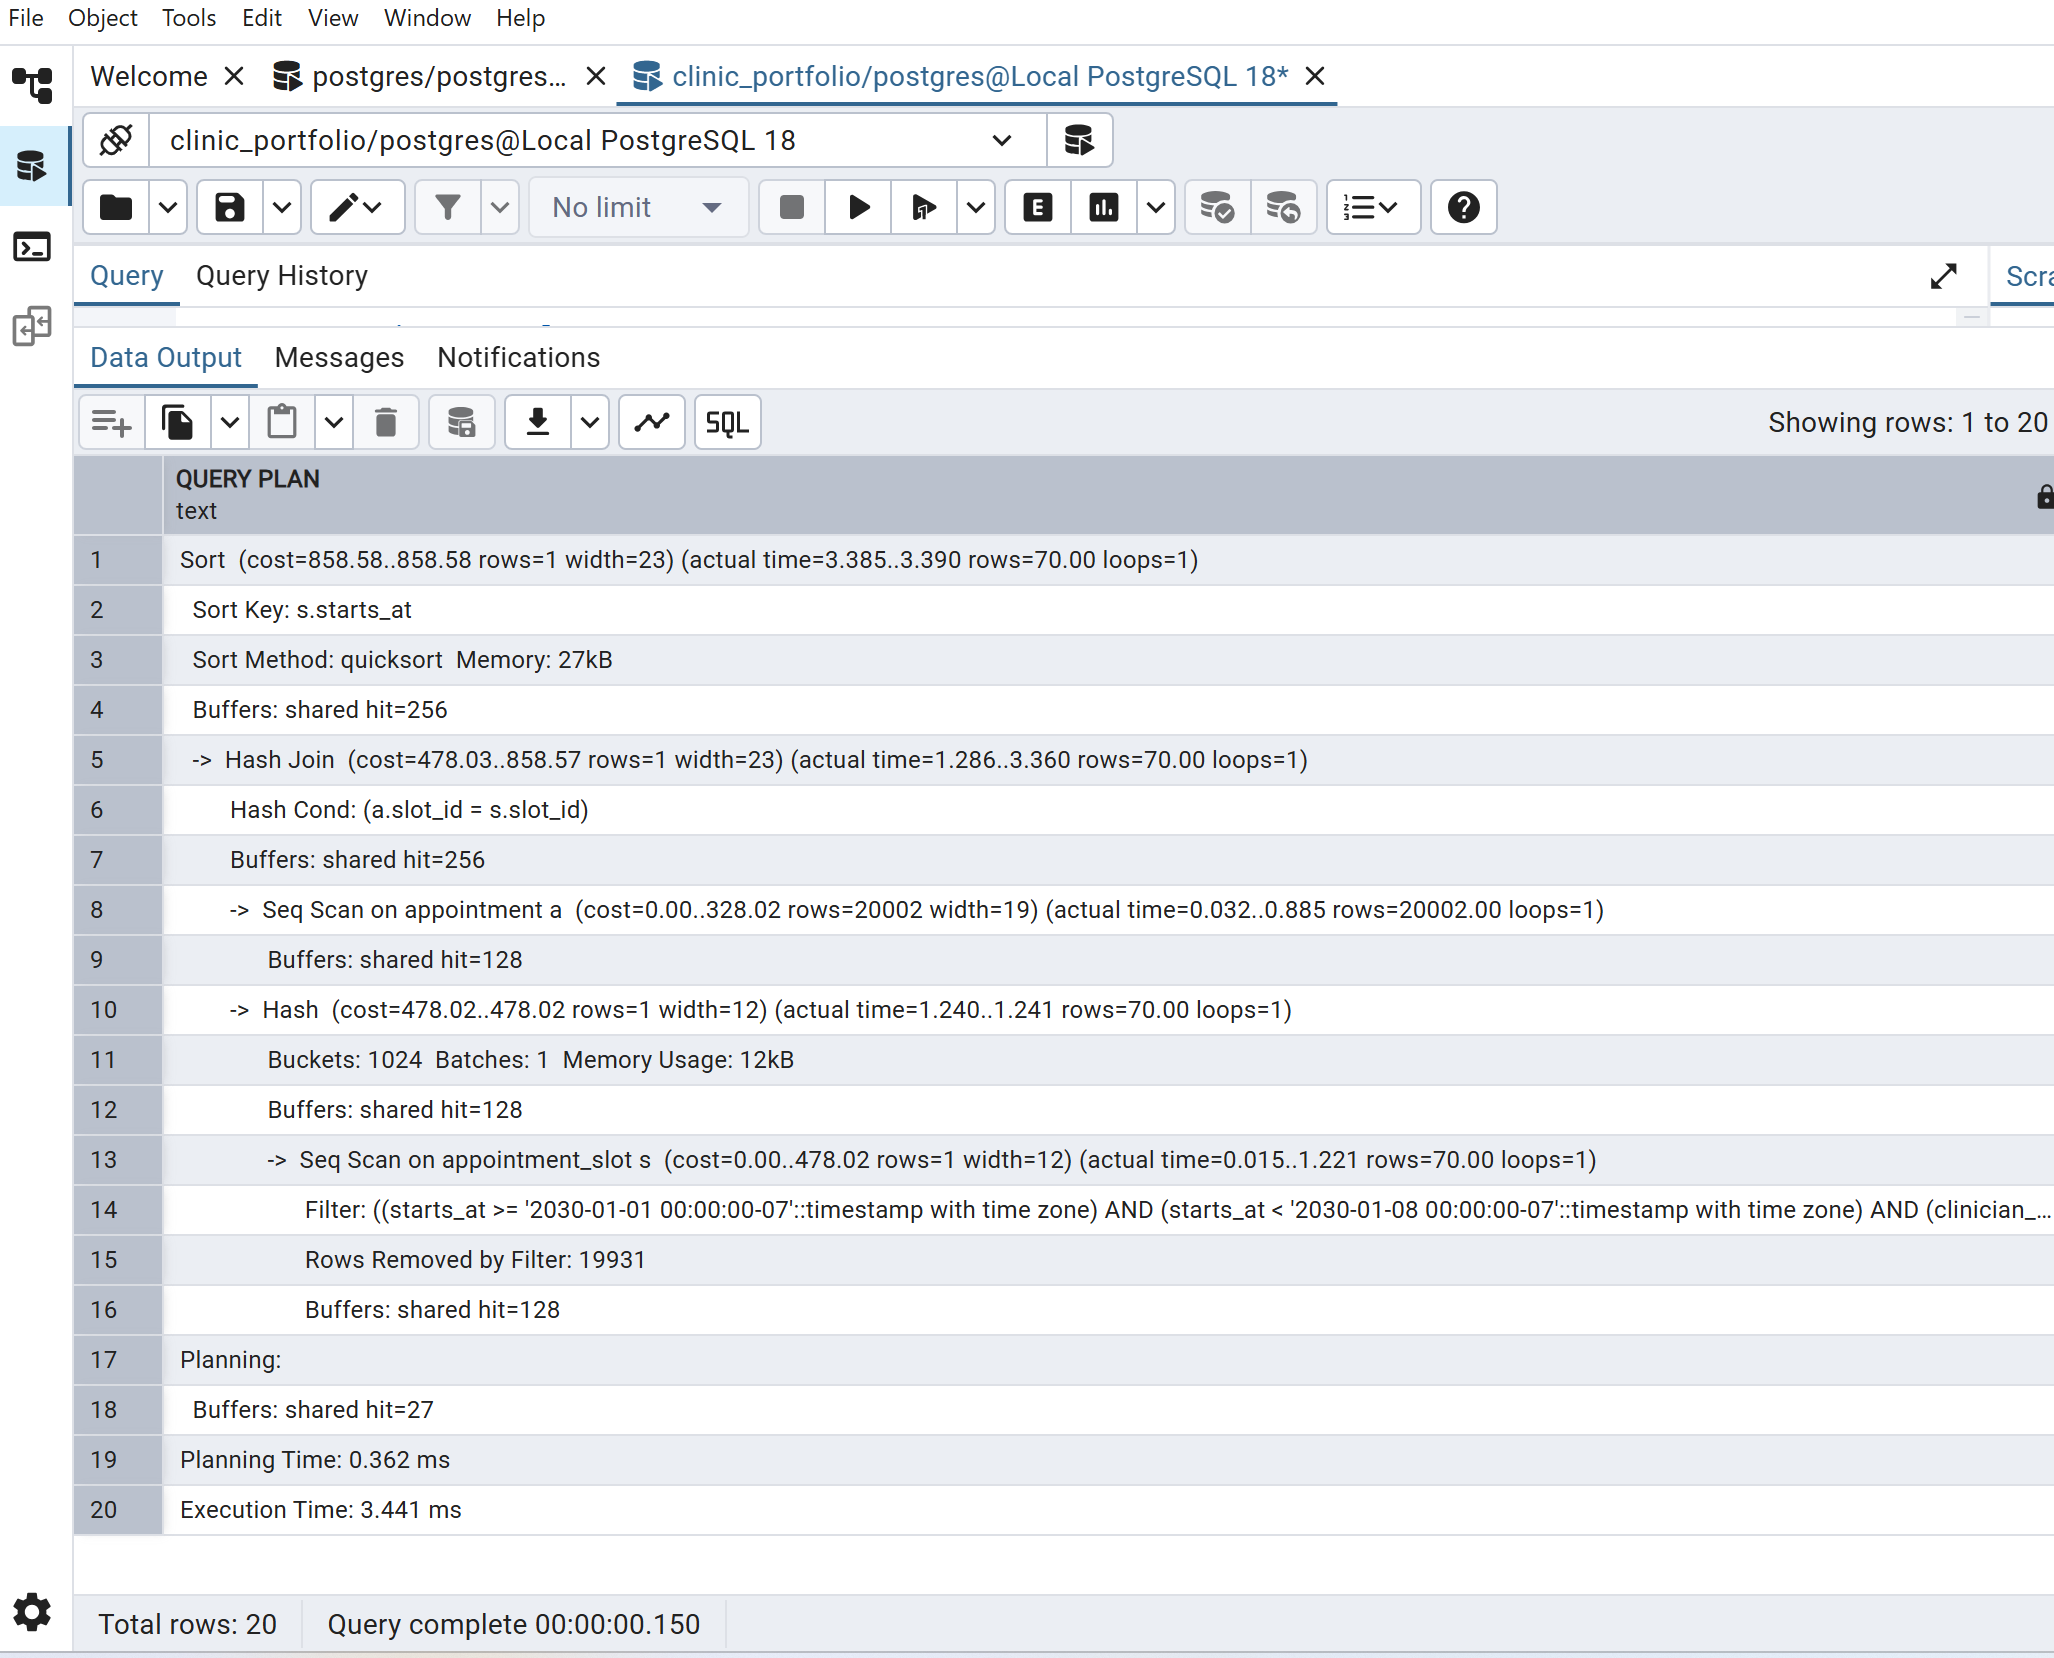 File Object Tools Edit View Window Help
Welcome postgres/postgres... clinic_portfolio/postgres@Local PostgreSQL 18*
clinic_portfolio/postgres@Local PostgreSQL 18
No limit E
Query Query History Scra
Data Output Messages Notifications
SQL Showing rows: 1 to 20
QUERY PLAN
text
1 Sort (cost=858.58..858.58 rows=1 width=23) (actual time=3.385..3.390 rows=70.00 loops=1)
2 Sort Key: s.starts_at
3 Sort Method: quicksort Memory: 27kB
4 Buffers: shared hit=256
5 -> Hash Join (cost=478.03..858.57 rows=1 width=23) (actual time=1.286..3.360 rows=70.00 loops=1)
6 Hash Cond: (a.slot_id = s.slot_id)
7 Buffers: shared hit=256
8 -> Seq Scan on appointment a (cost=0.00..328.02 rows=20002 width=19) (actual time=0.032..0.885 rows=20002.00 loops=1)
9 Buffers: shared hit=128
10 -> Hash (cost=478.02..478.02 rows=1 width=12) (actual time=1.240..1.241 rows=70.00 loops=1)
11 Buckets: 1024 Batches: 1 Memory Usage: 12kB
12 Buffers: shared hit=128
13 -> Seq Scan on appointment_slot s (cost=0.00..478.02 rows=1 width=12) (actual time=0.015..1.221 rows=70.00 loops=1)
14 Filter: ((starts_at >= '2030-01-01 00:00:00-07'::timestamp with time zone) AND (starts_at < '2030-01-08 00:00:00-07'::timestamp with time zone) AND (clinician_...
15 Rows Removed by Filter: 19931
16 Buffers: shared hit=128
17 Planning:
18 Buffers: shared hit=27
19 Planning Time: 0.362 ms
20 Execution Time: 3.441 ms
Total rows: 20 Query complete 00:00:00.150